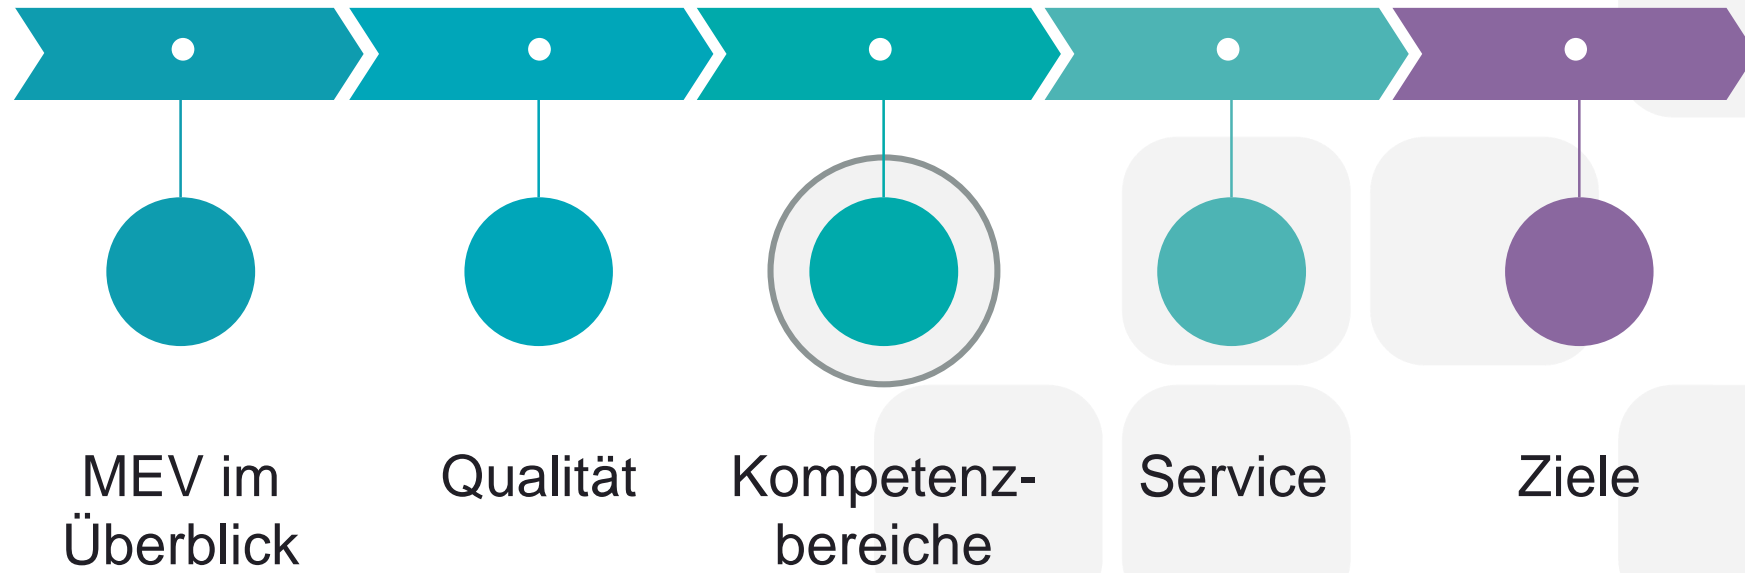 MEV im
Überblick
Qualität
Kompetenz-
bereiche
Service
Ziele